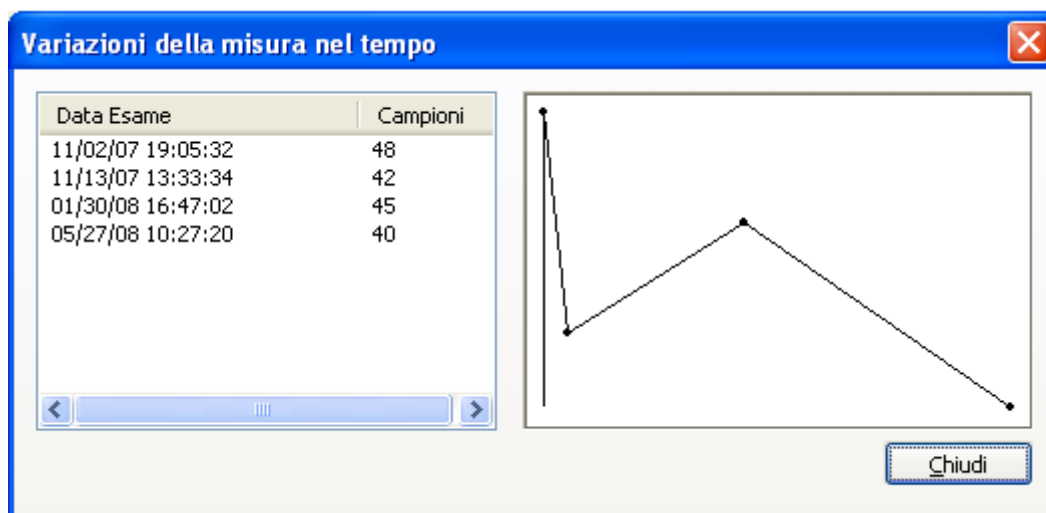 Variazioni della misura nel tempo
Data Esame Campioni
11/02/07 19:05:32 48
11/13/07 13:33:34 42
01/30/08 16:47:02 45
05/27/08 10:27:20 40
Chiudi